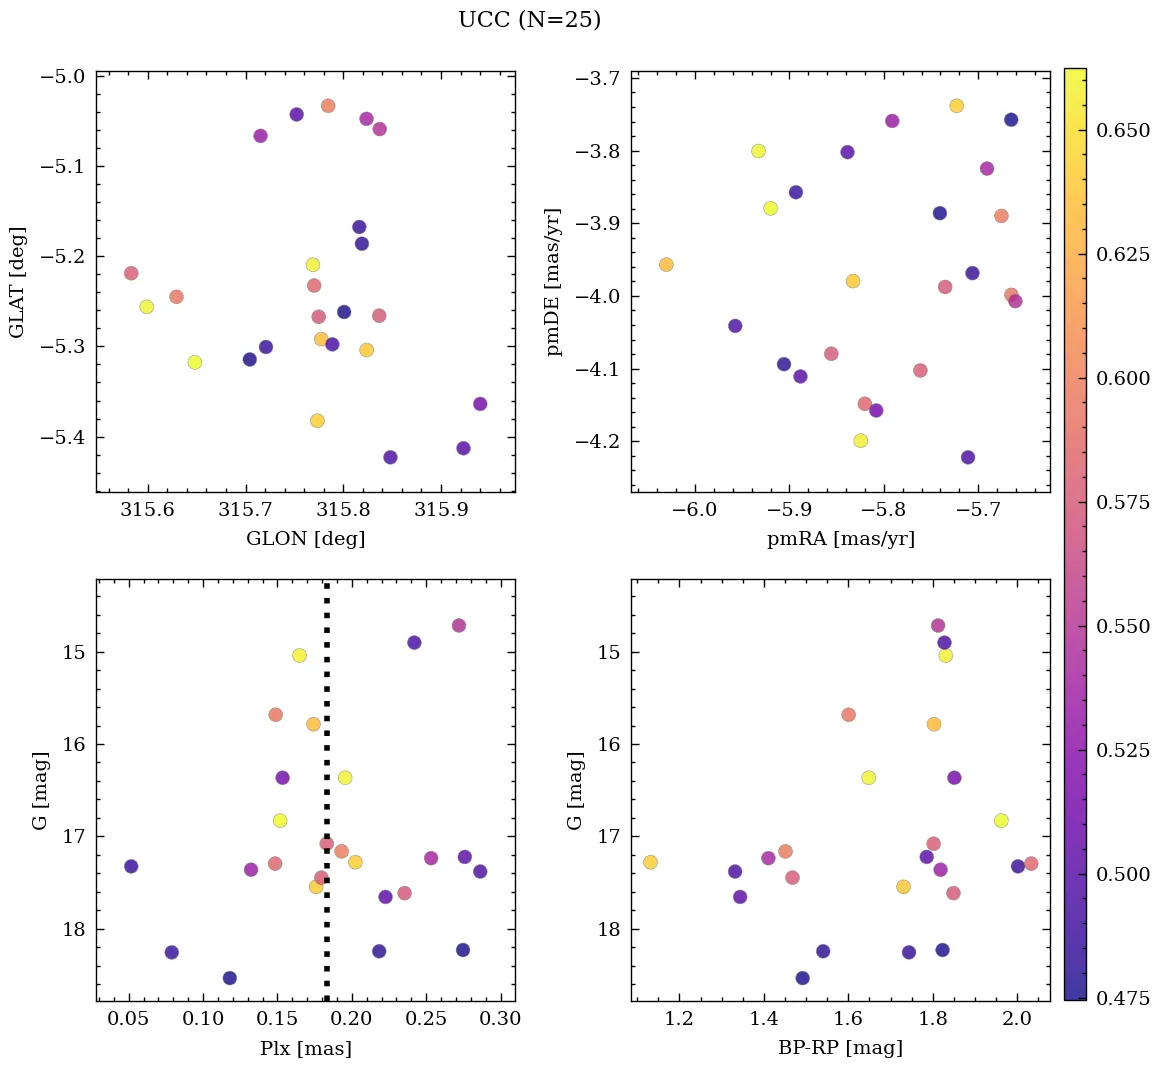 UCC (N=25)
−5.0
−5.1
−5.2
−5.3
−5.4
GLAT [deg]
315.6 315.7 315.8 315.9
GLON [deg]
−3.7
−3.8
−3.9
−4.0
−4.1
−4.2
pmDE [mas/yr]
−6.0 −5.9 −5.8 −5.7
pmRA [mas/yr]
15
16
17
18
G [mag]
0.05 0.10 0.15 0.20 0.25 0.30
Plx [mas]
15
16
17
18
G [mag]
1.2 1.4 1.6 1.8 2.0
BP-RP [mag]
0.650
0.625
0.600
0.575
0.550
0.525
0.500
0.475